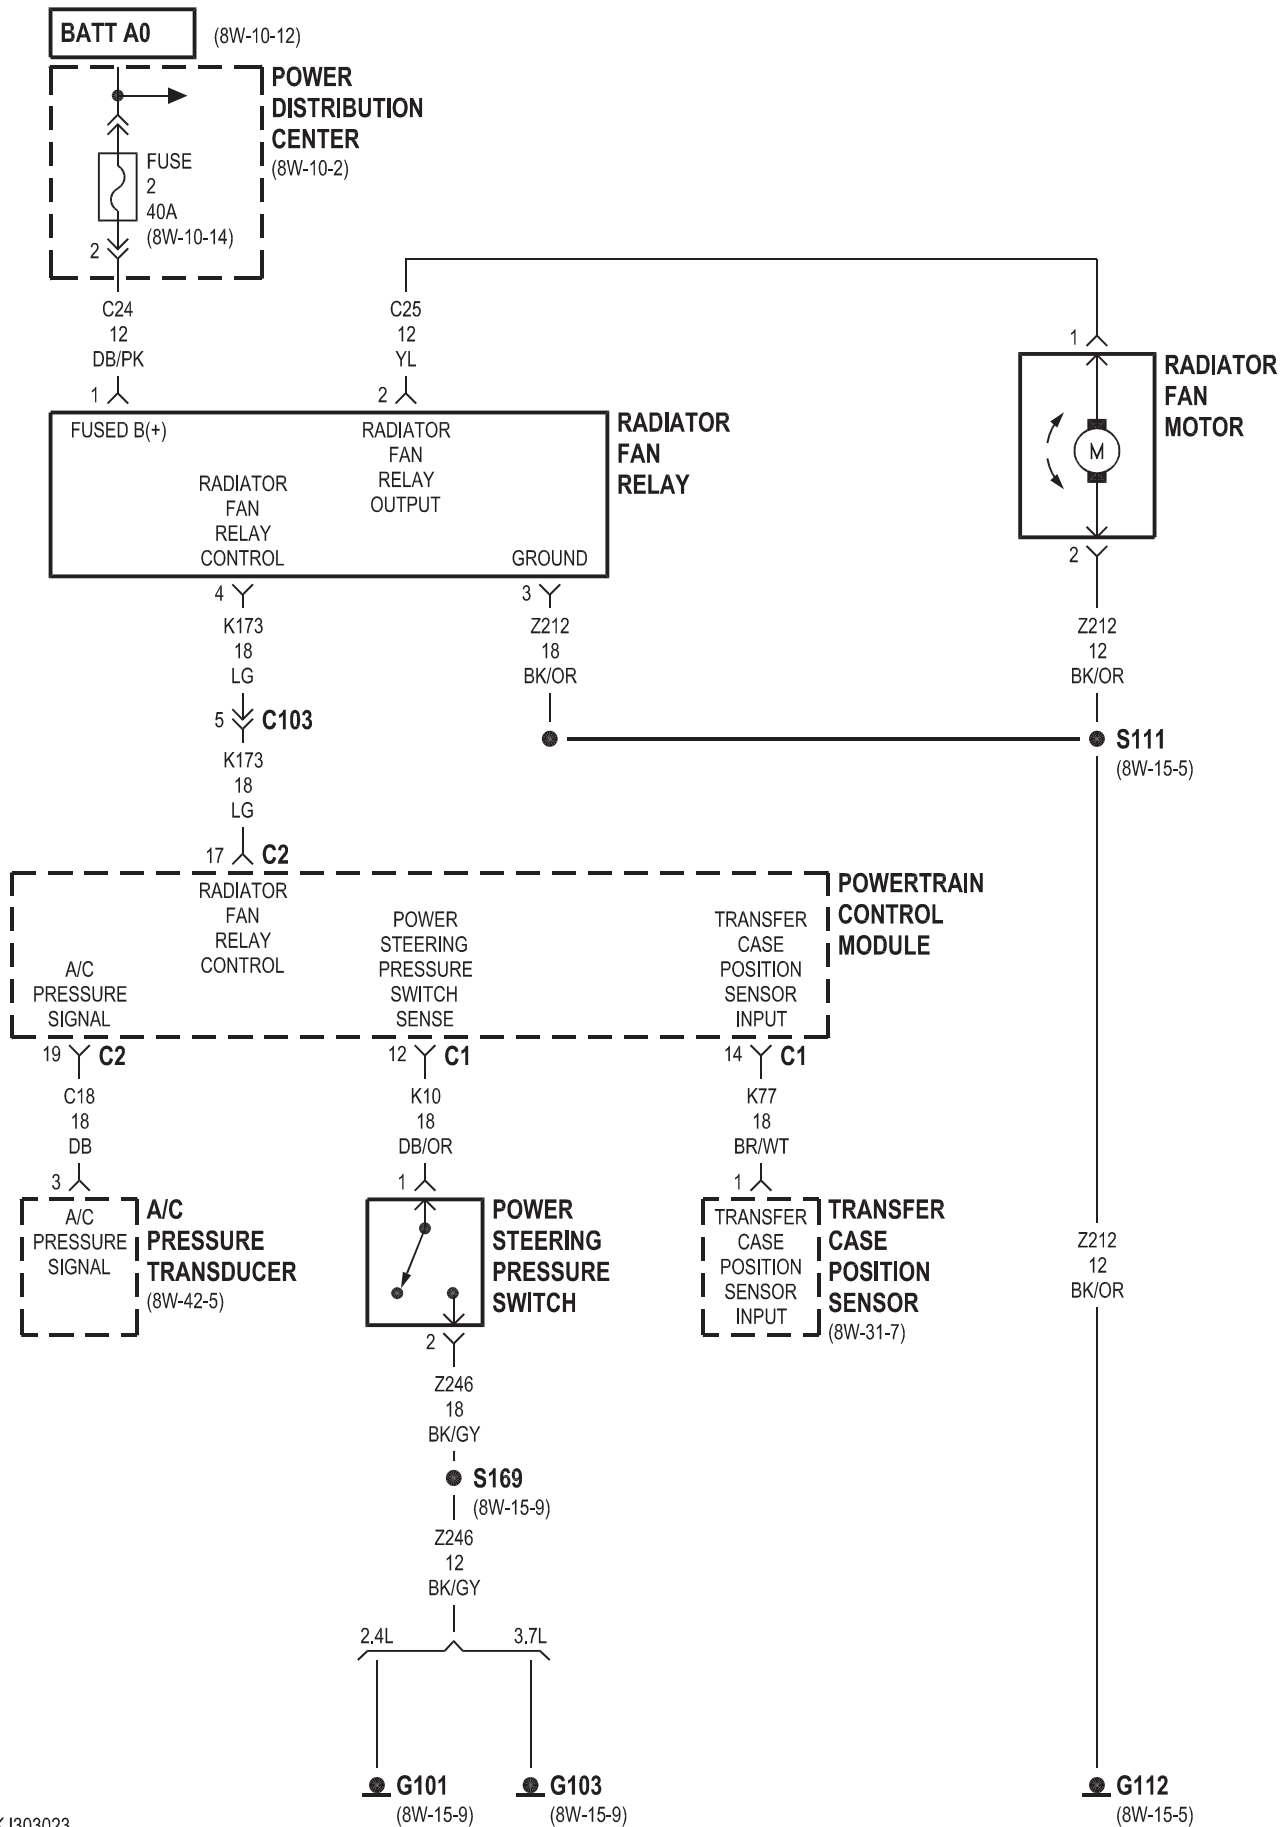 BATT A0
(8W-10-12)
POWER
DISTRIBUTION
CENTER
(8W-10-2)
FUSE
2
40A
(8W-10-14)
2
C24
12
DB/PK
1
C25
12
YL
2
1
RADIATOR
FAN
MOTOR
M
2
FUSED B(+)
RADIATOR
FAN
RELAY
OUTPUT
RADIATOR
FAN
RELAY
CONTROL
GROUND
RADIATOR
FAN
RELAY
4
K173
18
LG
5
C103
K173
18
LG
17
C2
3
Z212
18
BK/OR
Z212
12
BK/OR
S111
(8W-15-5)
RADIATOR
FAN
RELAY
CONTROL
A/C
PRESSURE
SIGNAL
POWER
STEERING
PRESSURE
SWITCH
SENSE
TRANSFER
CASE
POSITION
SENSOR
INPUT
POWERTRAIN
CONTROL
MODULE
19
C2
C18
18
DB
3
A/C
PRESSURE
SIGNAL
A/C
PRESSURE
TRANSDUCER
(8W-42-5)
12
C1
K10
18
DB/OR
1
POWER
STEERING
PRESSURE
SWITCH
2
14
C1
K77
18
BR/WT
1
TRANSFER
CASE
POSITION
SENSOR
INPUT
TRANSFER
CASE
POSITION
SENSOR
(8W-31-7)
Z212
12
BK/OR
Z246
18
BK/GY
S169
(8W-15-9)
Z246
12
BK/GY
2.4L
3.7L
G101
(8W-15-9)
G103
(8W-15-9)
G112
(8W-15-5)